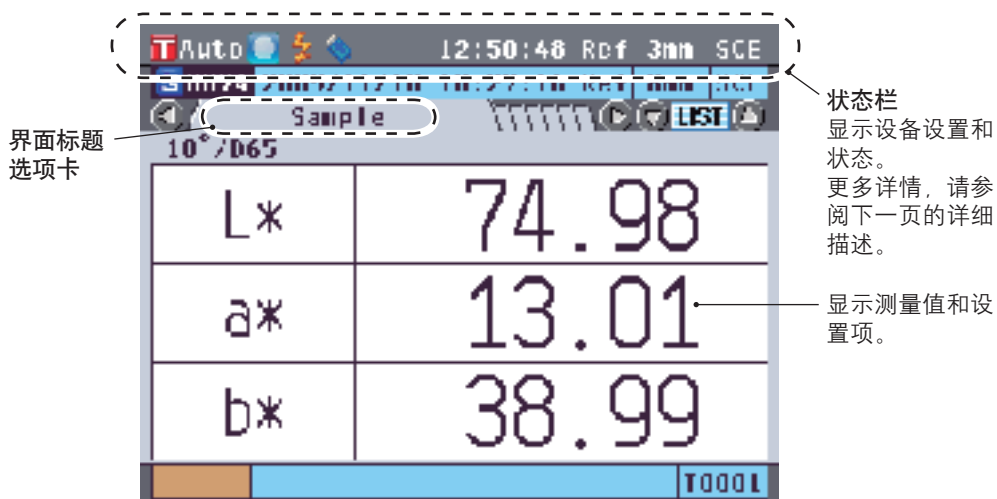 T Auto 12:50:48 Ref 3mm SCE
Sample
LIST
10°/D65
L* 74.98
a* 13.01
b* 38.99
T0001
界面标题
选项卡
状态栏
显示设备设置和
状态。
更多详情，请参
阅下一页的详细
描述。
显示测量值和设
置项。